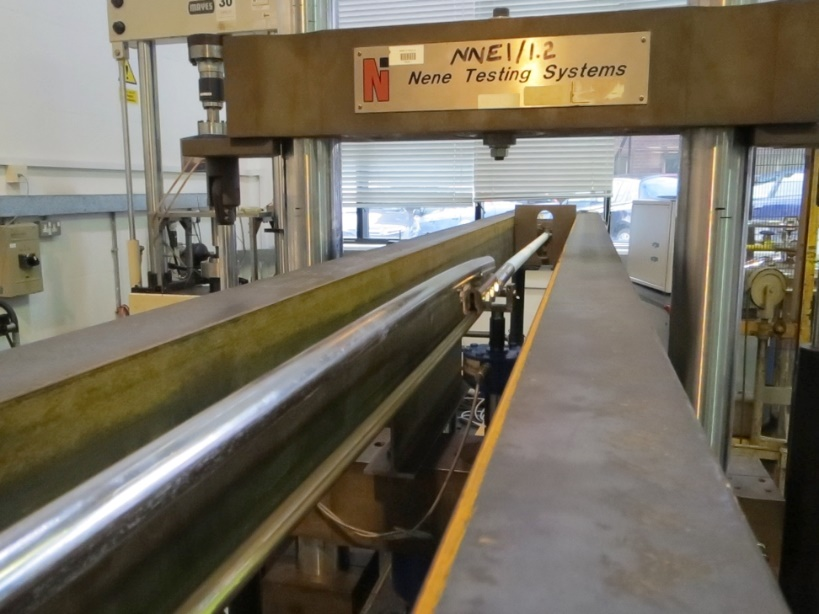 MAYES
30
NNE1/1.2
N
Nene Testing Systems